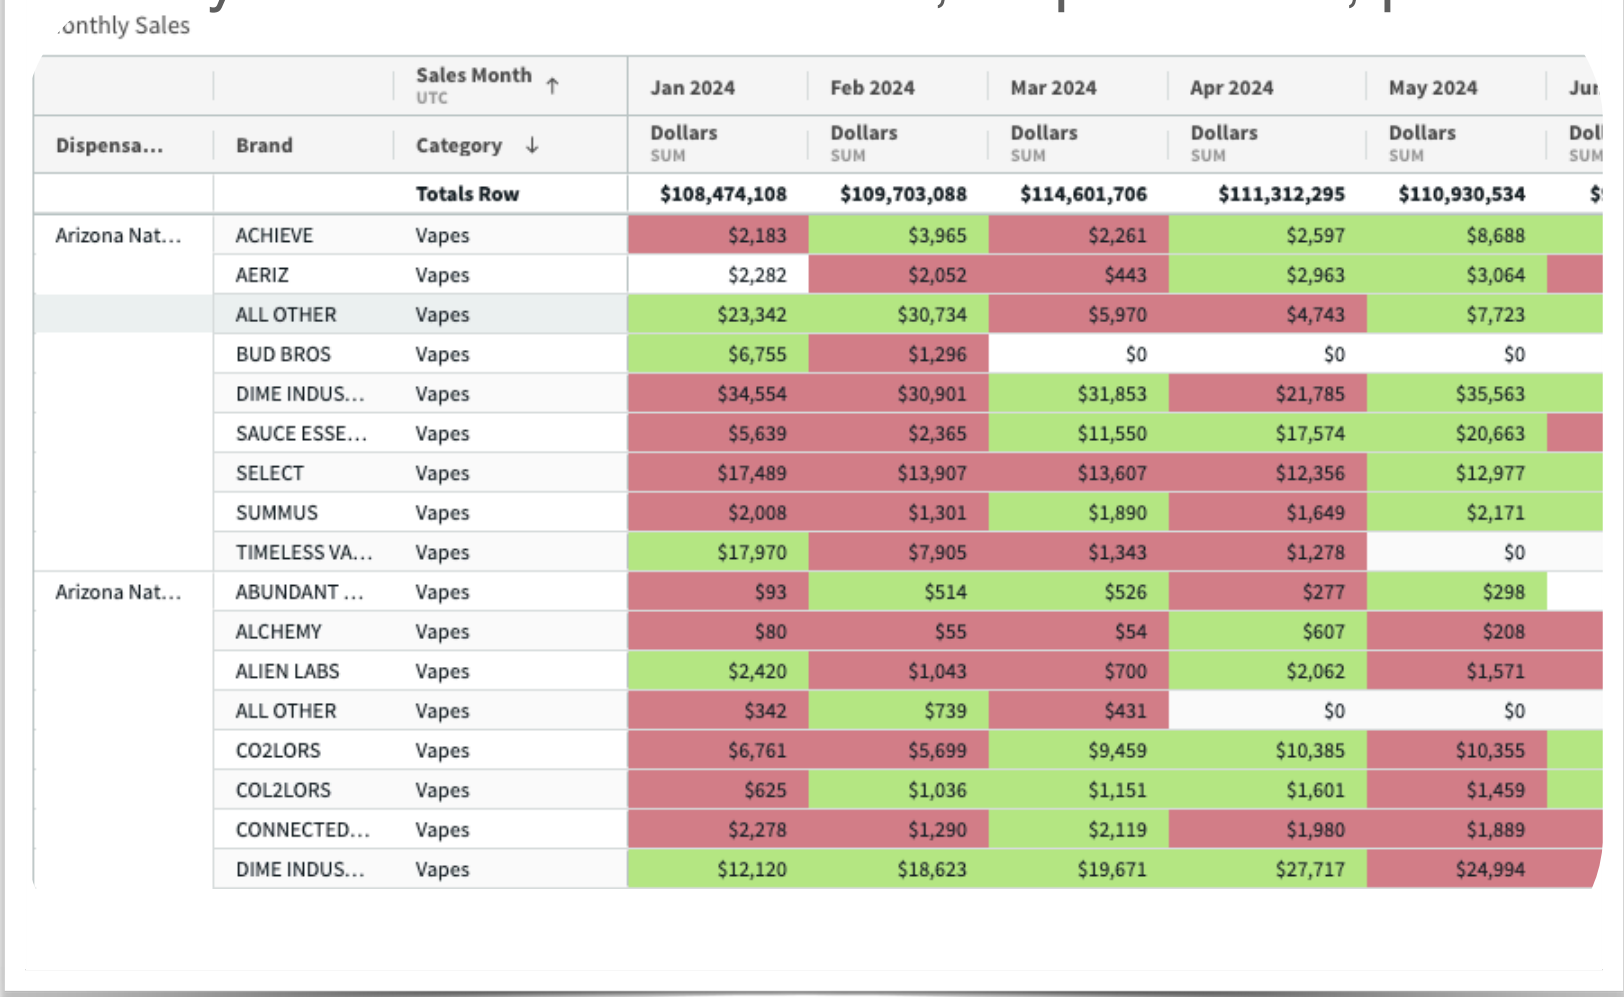 onthly Sales
Sales Month ↑ Jan 2024 Feb 2024 Mar 2024 Apr 2024 May 2024
UTC
Dispensa... Brand Category ↓ Dollars Dollars Dollars Dollars Dollars
SUM SUM SUM SUM SUM SUM
Totals Row $108,474,108 $109,703,088 $114,601,706 $111,312,295 $110,930,534
Arizona Nat... ACHIEVE Vapes $2,183 $3,965 $2,261 $2,597 $8,688
AERIZ Vapes $2,282 $2,052 $443 $2,963 $3,064
ALL OTHER Vapes $23,342 $30,734 $5,970 $4,743 $7,723
BUD BROS Vapes $6,755 $1,296 $0 $0 $0
DIME INDUS... Vapes $34,554 $30,901 $31,853 $21,785 $35,563
SAUCE ESSE... Vapes $5,639 $2,365 $11,550 $17,574 $20,663
SELECT Vapes $17,489 $13,907 $13,607 $12,356 $12,977
SUMMUS Vapes $2,008 $1,301 $1,890 $1,649 $2,171
TIMELESS VA... Vapes $17,970 $7,905 $1,343 $1,278 $0
Arizona Nat... ABUNDANT ... Vapes $93 $514 $526 $277 $298
ALCHEMY Vapes $80 $55 $54 $607 $208
ALIEN LABS Vapes $2,420 $1,043 $700 $2,062 $1,571
ALL OTHER Vapes $342 $739 $431 $0 $0
CO2LORS Vapes $6,761 $5,699 $9,459 $10,385 $10,355
COL2LORS Vapes $625 $1,036 $1,151 $1,601 $1,459
CONNECTED... Vapes $2,278 $1,290 $2,119 $1,980 $1,889
DIME INDUS... Vapes $12,120 $18,623 $19,671 $27,717 $24,994